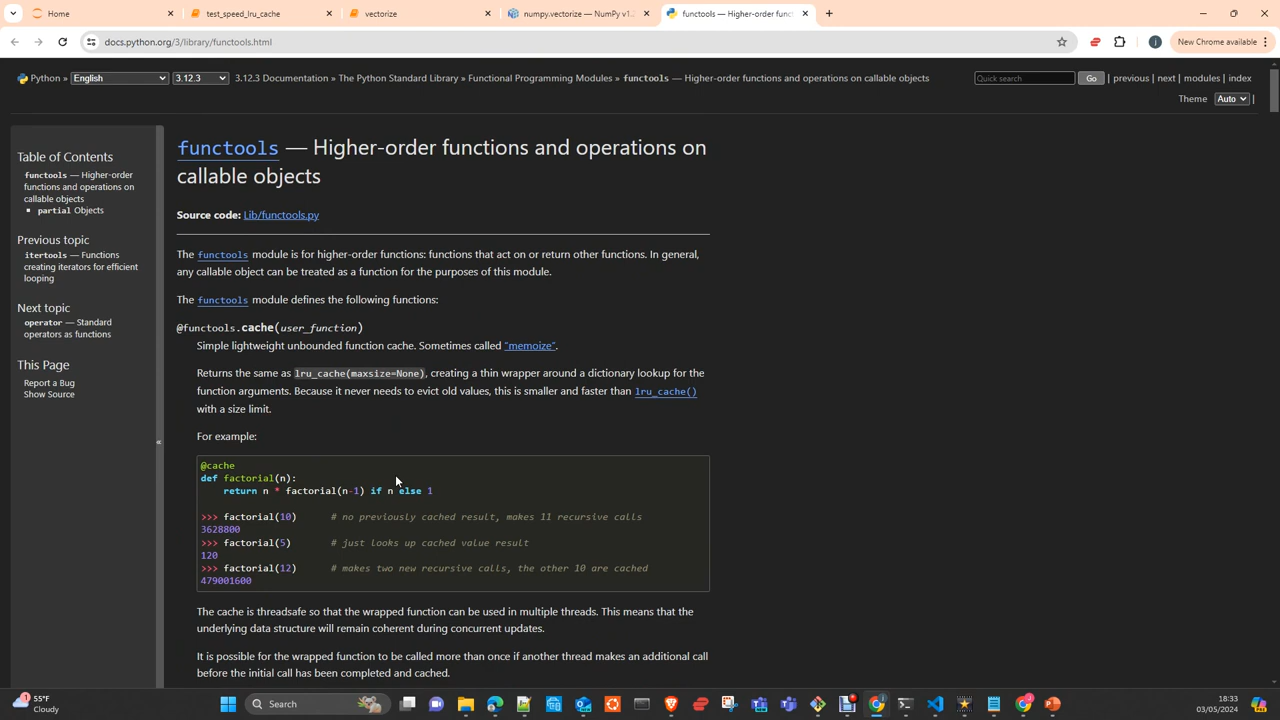 Home
test_speed_lru_cache
vectorize
numpy.vectorize — NumPy v1.
functools — Higher-order funct
docs.python.org/3/library/functools.html
New Chrome available
Python » English 3.12.3 3.12.3 Documentation » The Python Standard Library » Functional Programming Modules » functools — Higher-order functions and operations on callable objects
Quick search Go | previous | next | modules | index
Theme Auto |
Table of Contents
functools — Higher-order
functions and operations on
callable objects
partial Objects
Previous topic
itertools — Functions
creating iterators for efficient
looping
Next topic
operator — Standard
operators as functions
This Page
Report a Bug
Show Source
«
functools — Higher-order functions and operations on
callable objects
Source code: Lib/functools.py
The functools module is for higher-order functions: functions that act on or return other functions. In general,
any callable object can be treated as a function for the purposes of this module.
The functools module defines the following functions:
@functools.cache(user_function)
Simple lightweight unbounded function cache. Sometimes called "memoize".
Returns the same as lru_cache(maxsize=None), creating a thin wrapper around a dictionary lookup for the
function arguments. Because it never needs to evict old values, this is smaller and faster than lru_cache()
with a size limit.
For example:
@cache
def factorial(n):
return n * factorial(n-1) if n else 1
>>> factorial(10) # no previously cached result, makes 11 recursive calls
3628800
>>> factorial(5) # just looks up cached value result
120
>>> factorial(12) # makes two new recursive calls, the other 10 are cached
479001600
The cache is threadsafe so that the wrapped function can be used in multiple threads. This means that the
underlying data structure will remain coherent during concurrent updates.
It is possible for the wrapped function to be called more than once if another thread makes an additional call
before the initial call has been completed and cached.
1
55°F
Cloudy
Search
18:33
03/05/2024